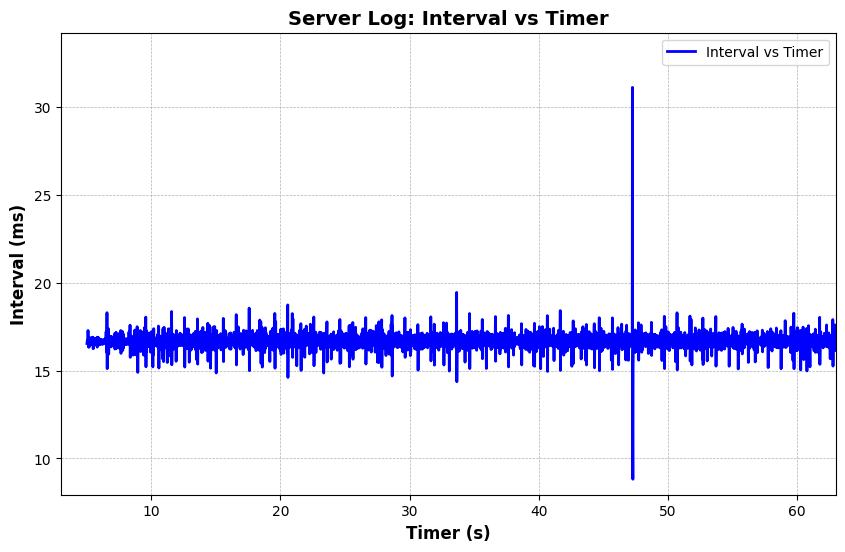 Server Log: Interval vs Timer
Interval vs Timer
Interval (ms)
30
25
20
15
10
10 20 30 40 50 60
Timer (s)